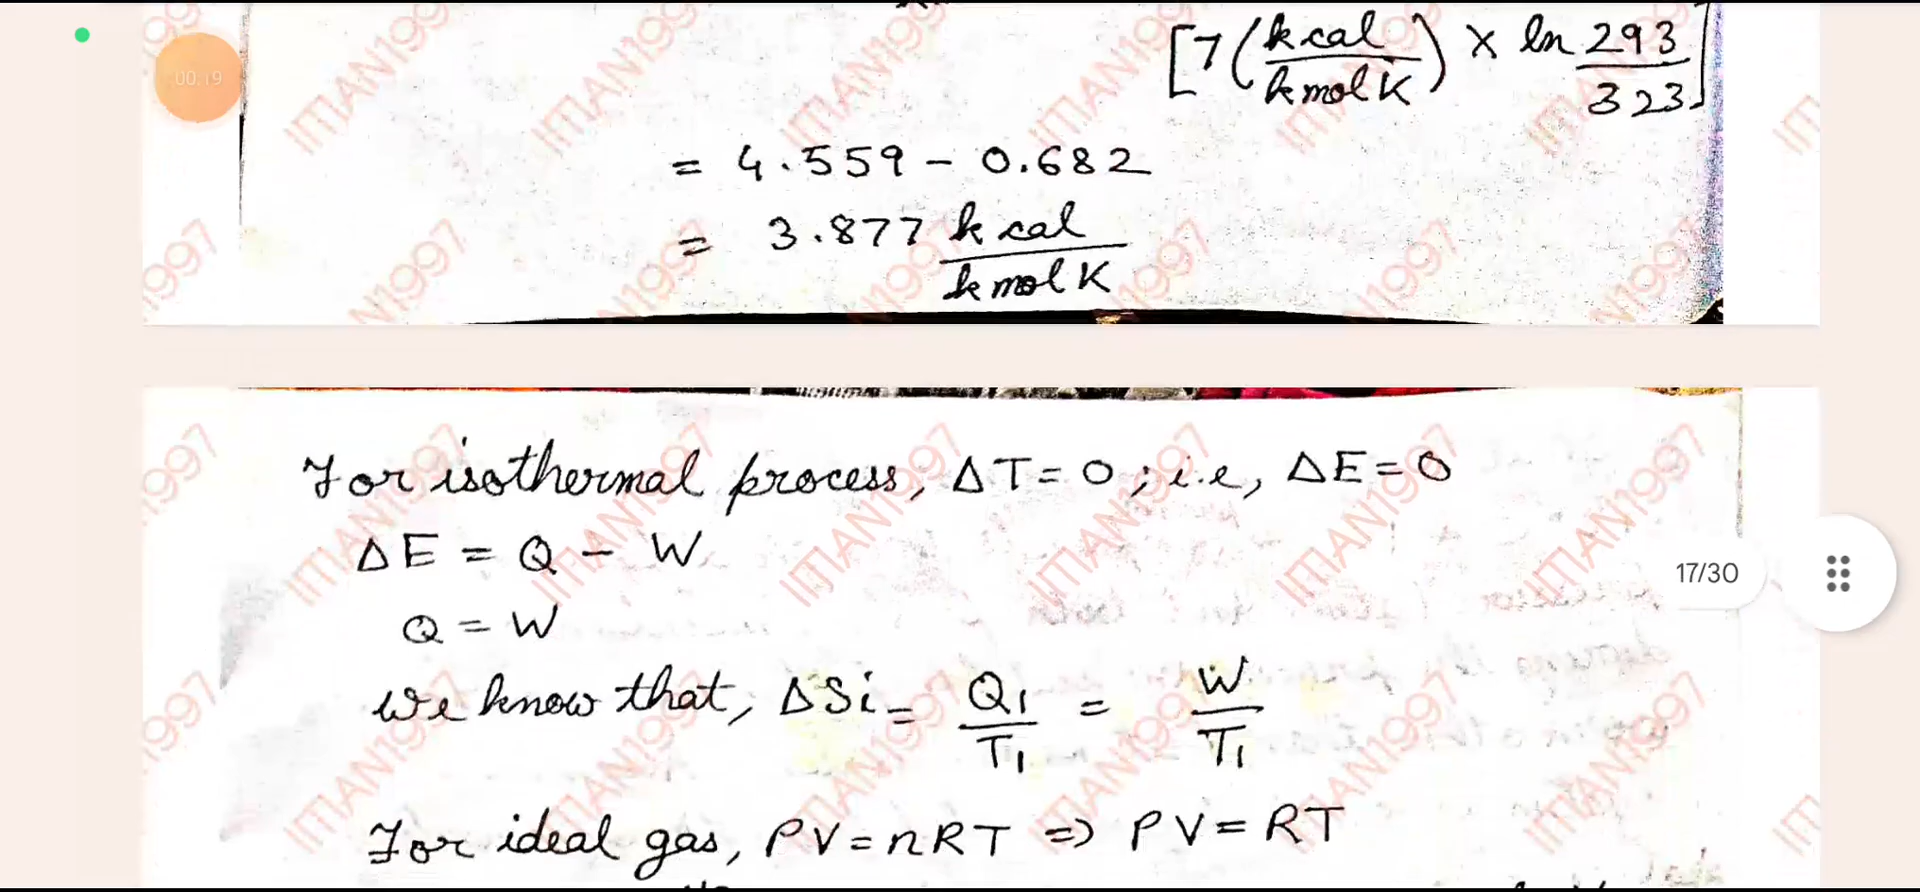 00:19
[7 (kcal/kmol K) × ln 293/323]
= 4.559 - 0.682
= 3.877 kcal/kmol K
For isothermal process, ΔT = 0; i.e, ΔE = 0
ΔE = Q - W
Q = W
17/30
We know that, ΔSi = Q1/T1 = W/T1
For ideal gas, PV = nRT => PV = RT
IITIAN1997